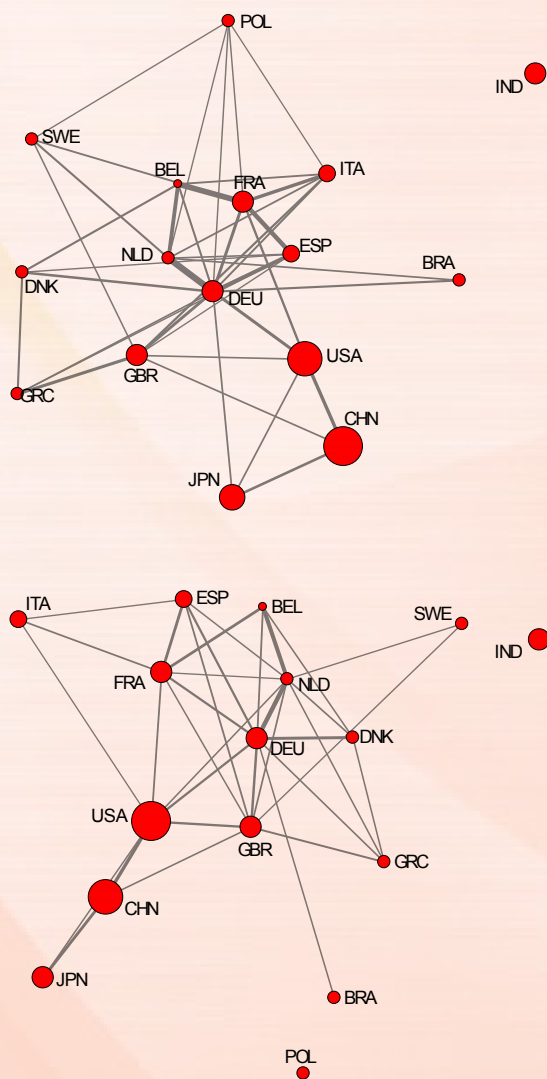 POL
IND
SWE
BEL
ITA
FRA
NLD
ESP
BRA
DNK
DEU
USA
GBR
GRC
CHN
JPN
ITA
ESP
BEL
SWE
IND
FRA
NLD
DEU
DNK
USA
GBR
GRC
CHN
JPN
BRA
POL